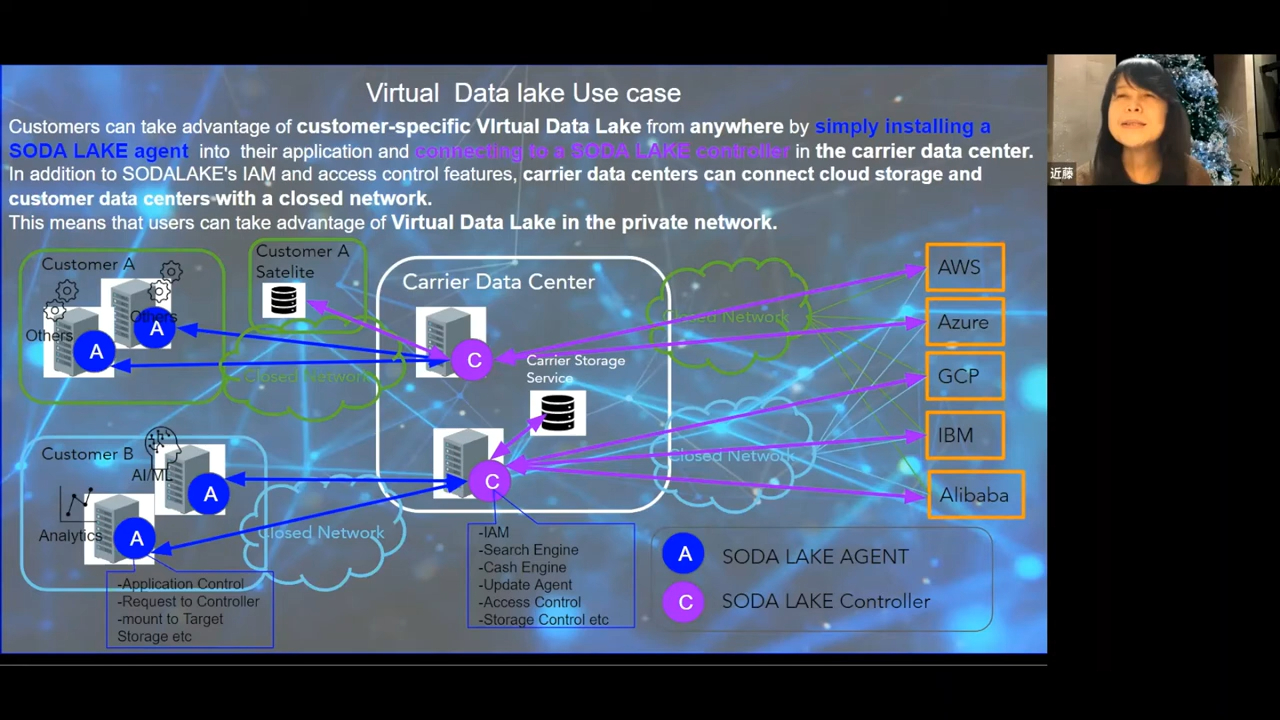 Virtual Data lake Use case
Customers can take advantage of customer-specific VIrtual Data Lake from anywhere by simply installing a
SODA LAKE agent into their application and connecting to a SODA LAKE controller in the carrier data center.
In addition to SODALAKE's IAM and access control features, carrier data centers can connect cloud storage and
customer data centers with a closed network.
This means that users can take advantage of Virtual Data Lake in the private network.
近藤
Customer A
Others
Others
A
A
Customer A
Satelite
Closed Network
Carrier Data Center
C
Carrier Storage
Service
C
Closed Network
Closed Network
AWS
Azure
GCP
IBM
Alibaba
Customer B
AI/ML
A
Analytics
A
Closed Network
-Application Control
-Request to Controller
-mount to Target
Storage etc
-IAM
-Search Engine
-Cash Engine
-Update Agent
-Access Control
-Storage Control etc
A SODA LAKE AGENT
C SODA LAKE Controller